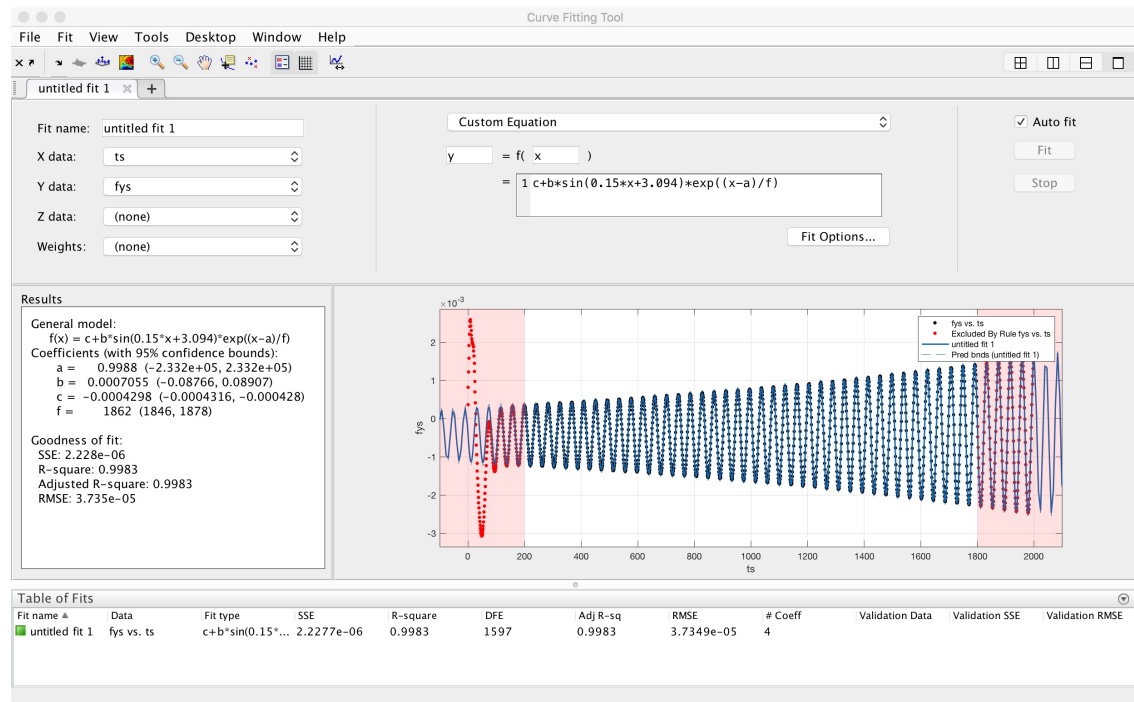 Curve Fitting Tool
File Fit View Tools Desktop Window Help
untitled fit 1
Fit name: untitled fit 1
X data: ts
Y data: fys
Z data: (none)
Weights: (none)
Custom Equation
y = f( x )
= 1 c+b*sin(0.15*x+3.094)*exp((x-a)/f)
Fit Options...
Auto fit
Fit
Stop
Results
General model:
f(x) = c+b*sin(0.15*x+3.094)*exp((x-a)/f)
Coefficients (with 95% confidence bounds):
a = 0.9988 (-2.332e+05, 2.332e+05)
b = 0.0007055 (-0.08766, 0.08907)
c = -0.0004298 (-0.0004316, -0.000428)
f = 1862 (1846, 1878)
Goodness of fit:
SSE: 2.228e-06
R-square: 0.9983
Adjusted R-square: 0.9983
RMSE: 3.735e-05
×10-3
2
1
0
-1
-2
-3
fys
0 200 400 600 800 1000 1200 1400 1600 1800 2000
ts
fys vs. ts
Excluded By Rule fys vs. ts
untitled fit 1
Pred bnds (untitled fit 1)
Table of Fits
Fit name Data Fit type SSE R-square DFE Adj R-sq RMSE # Coeff Validation Data Validation SSE Validation RMSE
untitled fit 1 fys vs. ts c+b*sin(0.15*... 2.2277e-06 0.9983 1597 0.9983 3.7349e-05 4